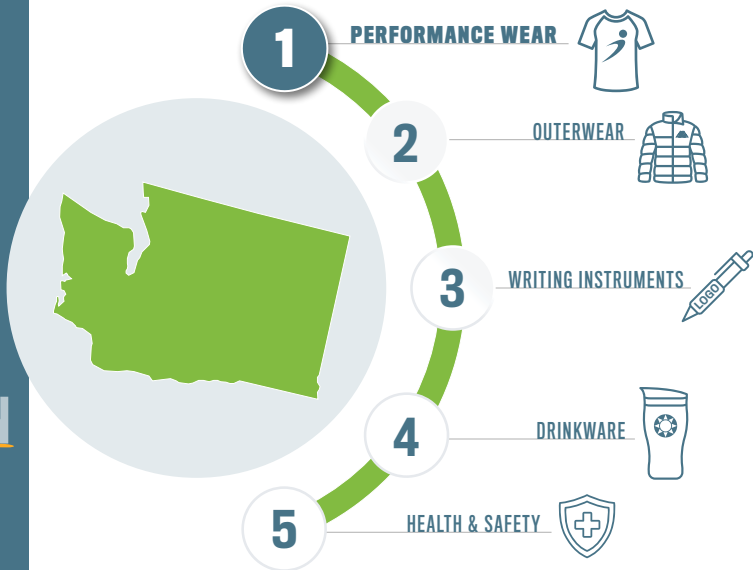 1 PERFORMANCE WEAR
2 OUTERWEAR
3 WRITING INSTRUMENTS
LOGO
4 DRINKWARE
5 HEALTH & SAFETY